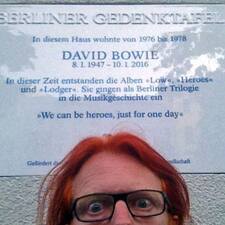 BERLINER GEDENKTAFEL
In diesem Haus wohnte von 1976 bis 1978
DAVID BOWIE
8. 1. 1947 – 10. 1. 2016
In dieser Zeit entstanden die Alben »Low«, »Heroes«
und »Lodger«. Sie gingen als Berliner Trilogie
in die Musikgeschichte ein
»We can be heroes, just for one day«
Gefördert